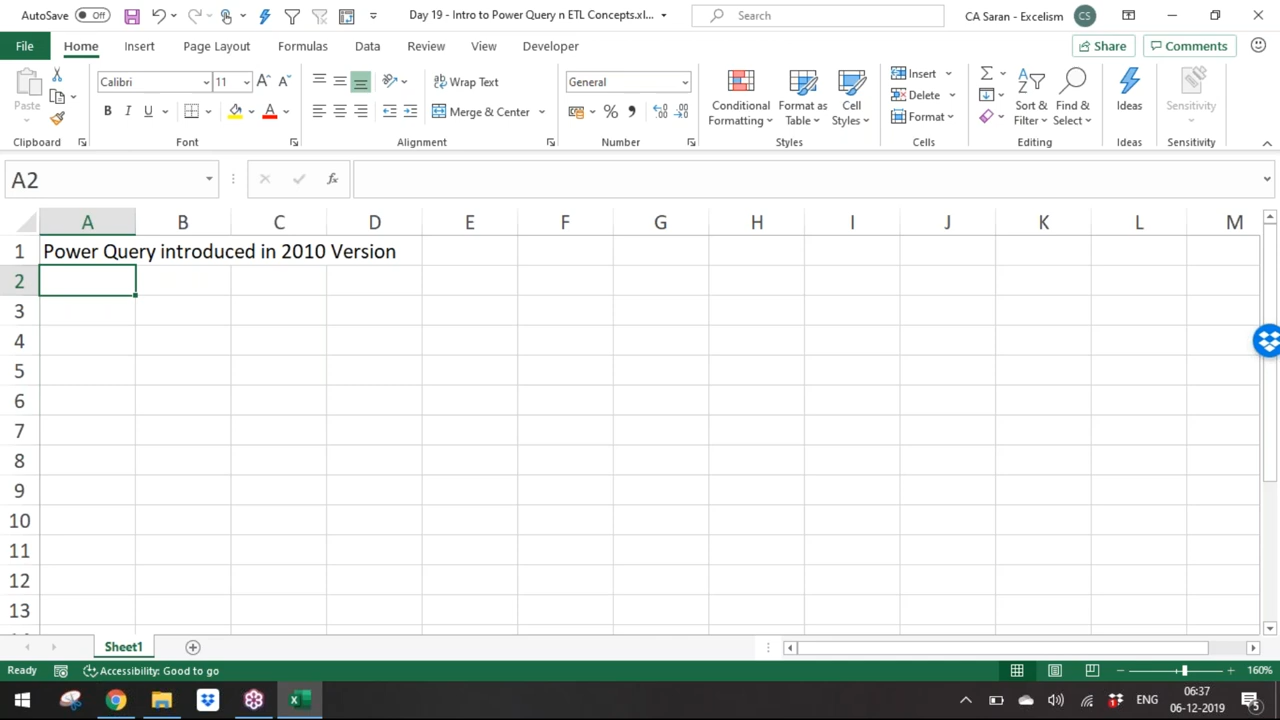 AutoSave Off Day 19 - Intro to Power Query n ETL Concepts.xl... Search CA Saran - Excelism CS
File Home Insert Page Layout Formulas Data Review View Developer Share Comments
Paste Calibri 11 Wrap Text General Conditional Formatting Format as Table Cell Styles Insert Sort & Filter Find & Select Ideas Sensitivity
B I U Merge & Center % Delete
Format
Clipboard Font Alignment Number Styles Cells Editing Ideas Sensitivity
A2 fx
A B C D E F G H I J K L M
1 Power Query introduced in 2010 Version
2
3
4
5
6
7
8
9
10
11
12
13
Sheet1
Ready Accessibility: Good to go 160%
ENG 06:37
06-12-2019 5